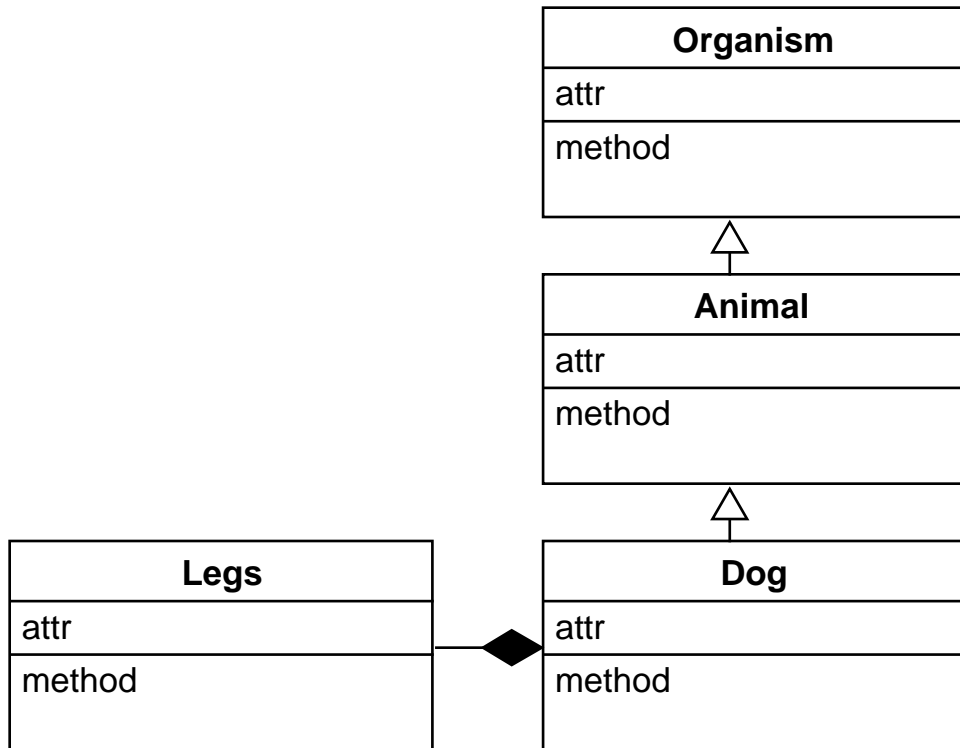 Organism
attr
method
Animal
attr
method
Legs
attr
method
Dog
attr
method